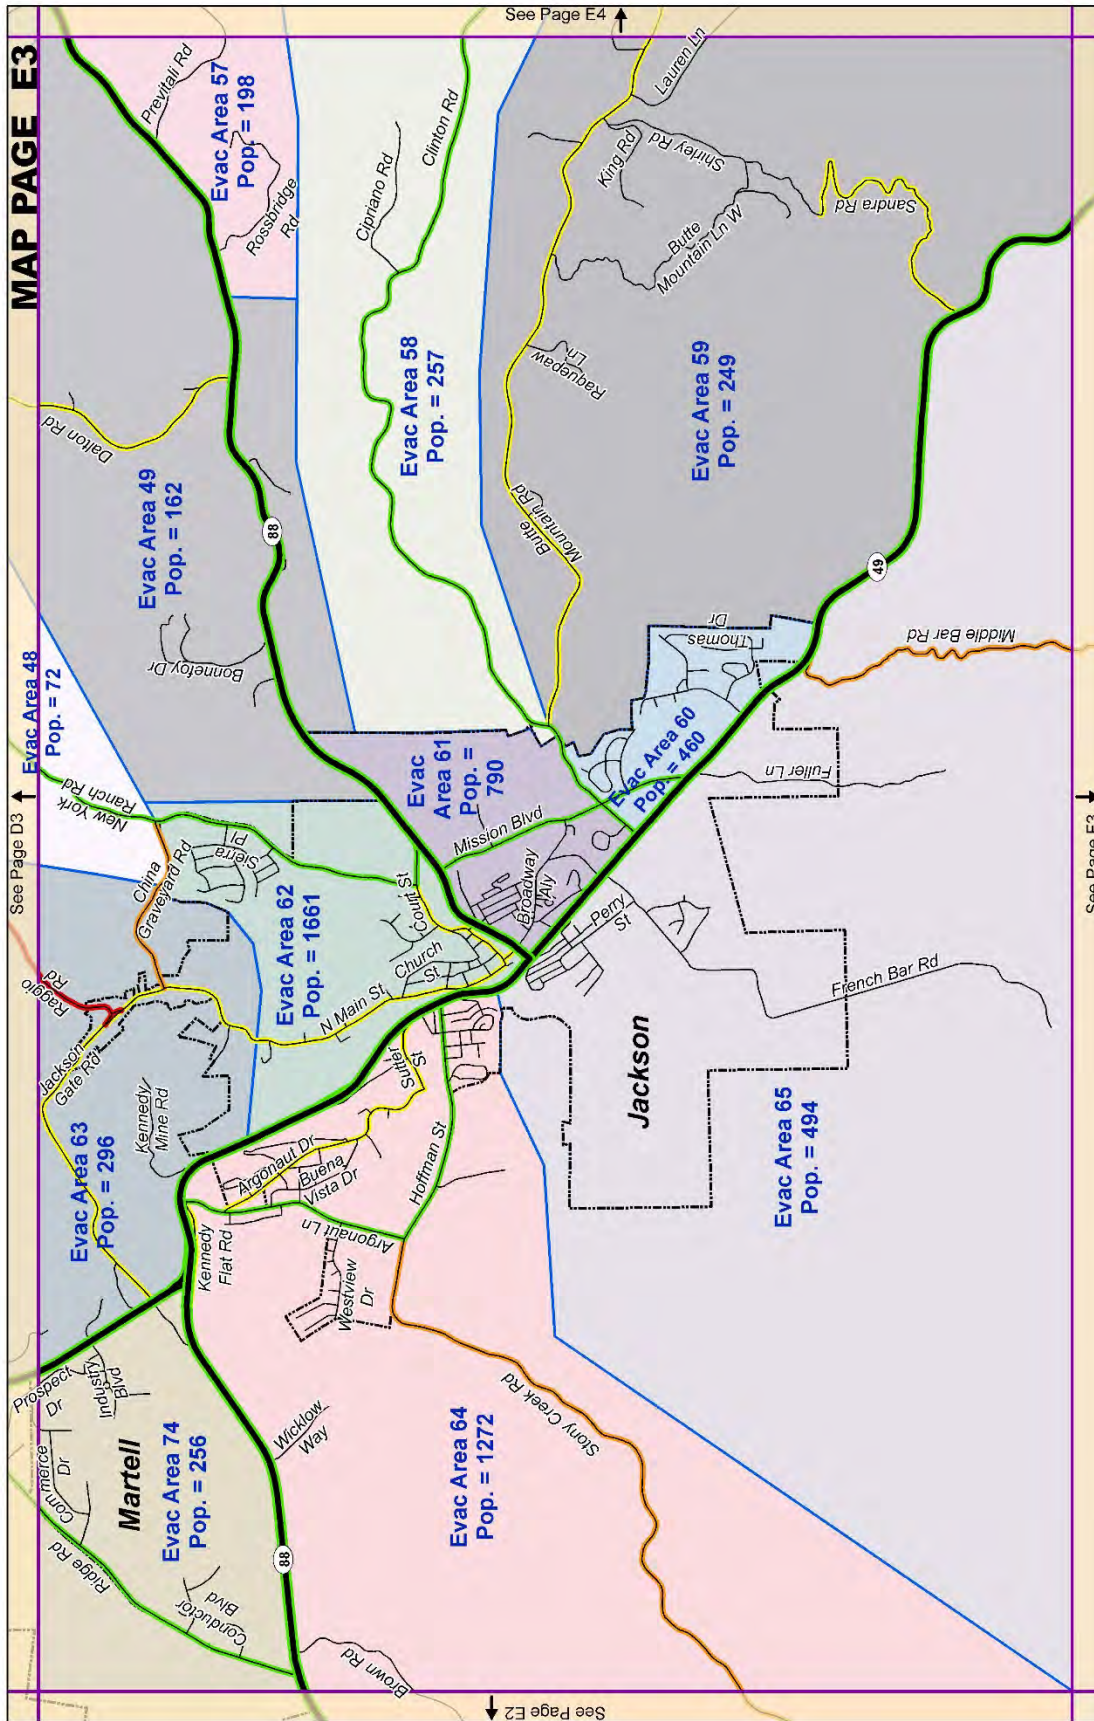 MAP PAGE E3
See Page E4
See Page D3
See Page E2
See Page F3
Evac Area 48
Pop. = 72
Evac Area 49
Pop. = 162
Evac Area 57
Pop. = 198
Evac Area 58
Pop. = 257
Evac Area 59
Pop. = 249
Evac Area 60
Pop. = 460
Evac
Area 61
Pop. =
790
Evac Area 62
Pop. = 1661
Evac Area 63
Pop. = 296
Evac Area 64
Pop. = 1272
Evac Area 65
Pop. = 494
Evac Area 74
Pop. = 256
Martell
Jackson
Previtali Rd
Rossbridge
Rd
Clinton Rd
Cipriano Rd
Lauren Ln
King Rd
Shirley Rd
Sandra Rd
Butte
Mountain Ln W
Raquepaw
Ln
Butte
Mountain Rd
Dalton Rd
88
Bonnefoy Dr
New York
Ranch Rd
China
Graveyard Rd
Sierra
Pl
Court St
Church
St
N Main St
Mission Blvd
Broadway
Aly
Perry
St
Thomas
Dr
49
Middle Bar Rd
Fuller Ln
French Bar Rd
Raggio
Rd
Jackson
Gate Rd
Kennedy
Mine Rd
Sutter
St
Argonaut Dr
Buena
Vista Dr
Hoffman St
Argonaut Ln
Kennedy
Flat Rd
Westview
Dr
Stony Creek Rd
Wicklow
Way
Prospect
Dr
Industry
Blvd
Commerce
Dr
Ridge Rd
Conductor
Blvd
88
Brown Rd